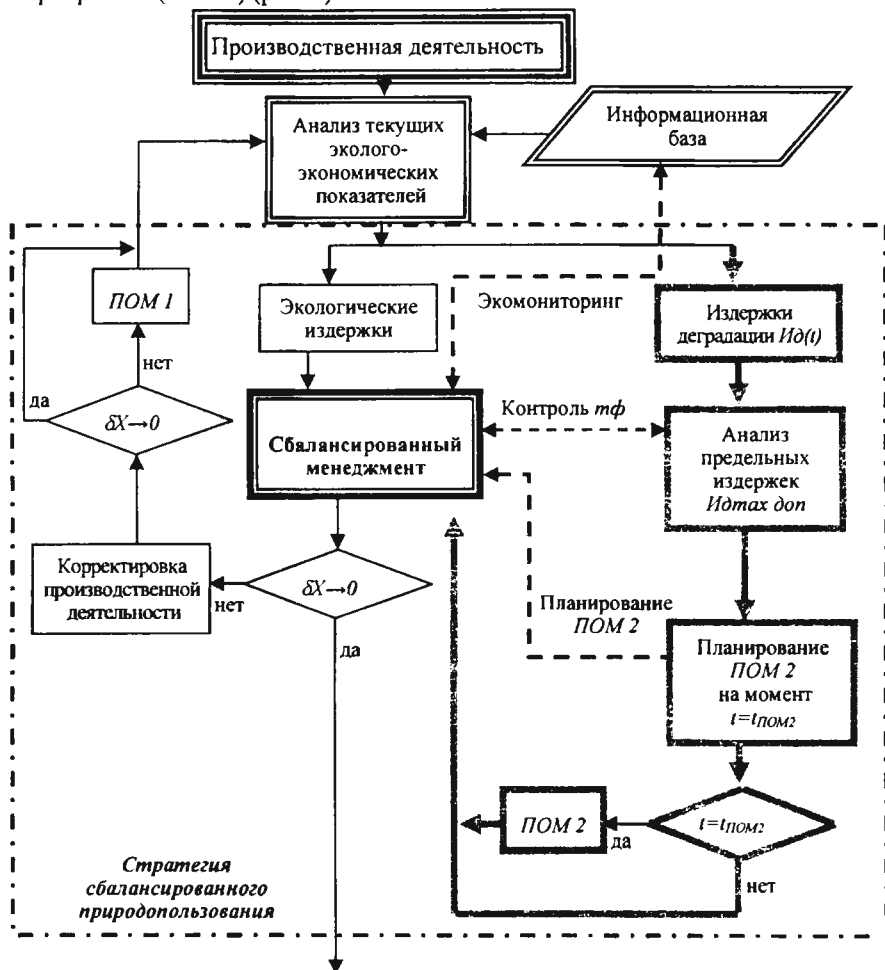 Производственная деятельность
Анализ текущих
эколого-
экономических
показателей
Информационная
база
ПОМ 1
Экологические
издержки
Экомониторинг
Издержки
деградации Ид(t)
нет
да
δX→0
Сбалансированный
менеджмент
Контроль тф
Анализ
предельных
издержек
Идmax доп
Корректировка
производственной
деятельности
нет
δX→0
да
Планирование
ПОМ 2
Планирование
ПОМ 2
на момент
t=tПОМ2
ПОМ 2
да
t=tПОМ2
нет
Стратегия
сбалансированного
природопользования